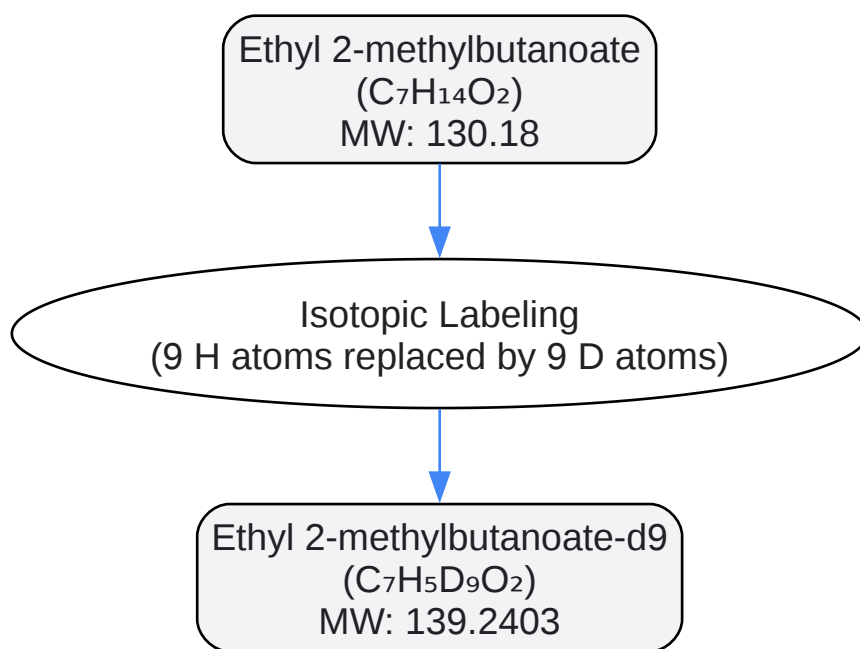 Ethyl 2-methylbutanoate
(C₇H₁₄O₂)
MW: 130.18
Isotopic Labeling
(9 H atoms replaced by 9 D atoms)
Ethyl 2-methylbutanoate-d9
(C₇H₅D₉O₂)
MW: 139.2403